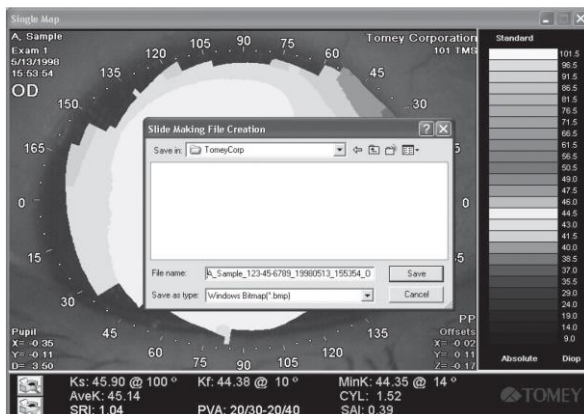 Single Map
A, Sample
Exam 1
5/13/1998
15 53 54
OD
Tomey Corporation
101 TMS
105 90 75
120 60
135 45
150 30
165
0
15
30
45
60
75
90
105
120
135
0
Slide Making File Creation
Save in: TomeyCorp
File name: A_Sample_123-45-6789_19980513_155354_O
Save
Save as type: Windows Bitmap(*.bmp)
Cancel
Pupil
X= -0 35
Y= -0 11
D= 3 50
PP
Offsets
X= -0 02
Y= -0 11
Z= -0 17
Standard
101.5
96.5
91.5
86.5
81.5
76.5
71.5
66.5
61.5
56.5
50.5
49.0
47.5
46.0
44.5
43.0
41.5
40.0
38.5
37.0
35.5
29.0
24.0
19.0
14.0
9.0
Absolute Diop
Ks: 45.90 @ 100 º Kf: 44.38 @ 10 º MinK: 44.35 @ 14 º
AveK: 45.14 CYL: 1.52
SRI: 1.04 PVA: 20/30-20/40 SAI: 0.39
TOMEY